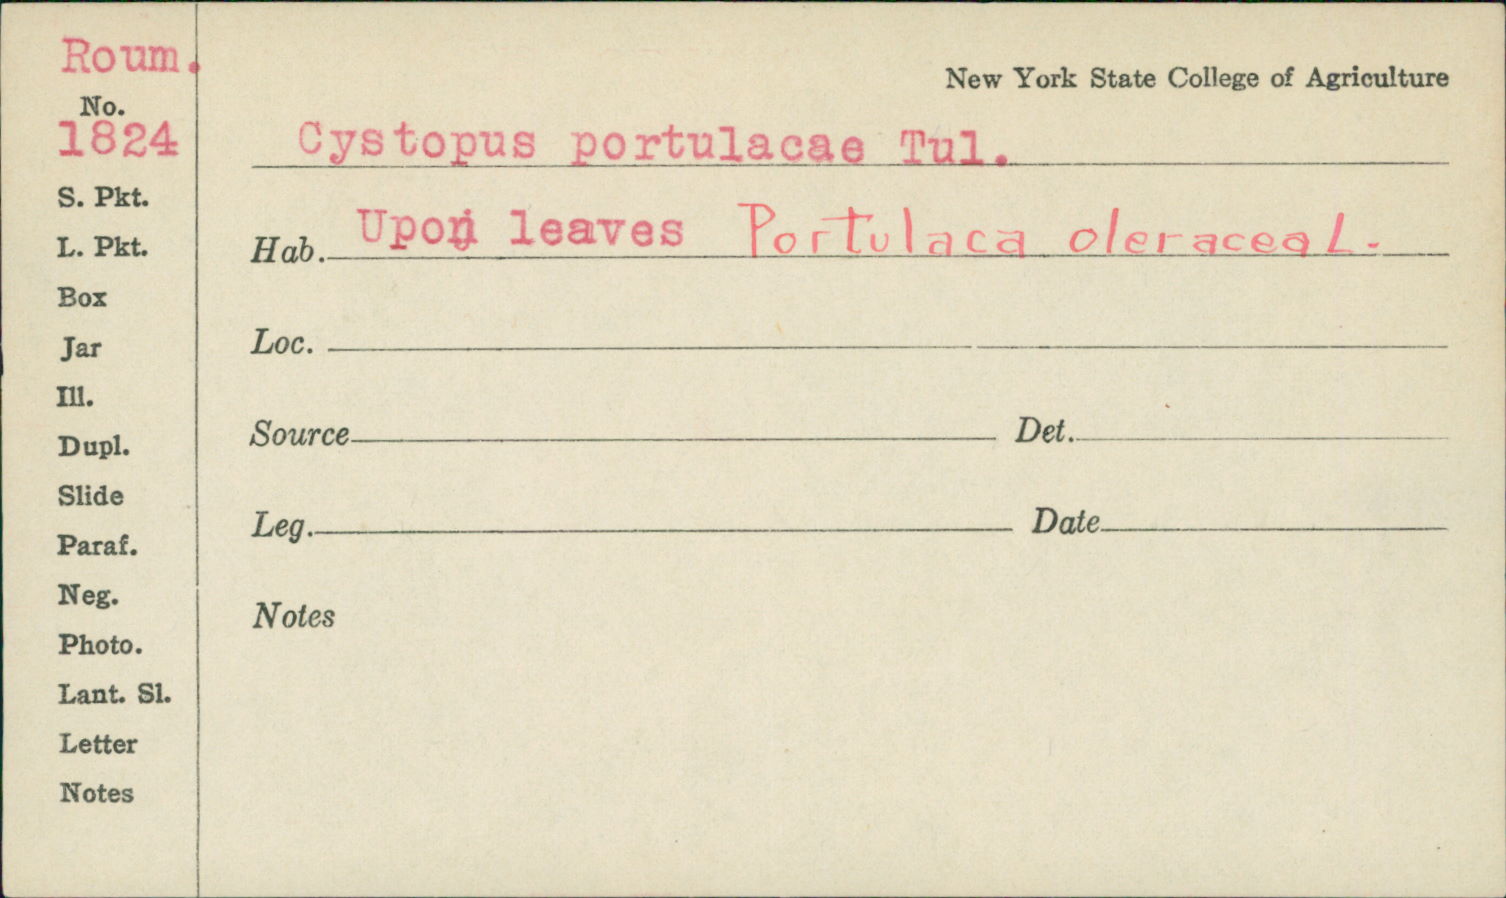 Roum.
No.
1824
S. Pkt.
L. Pkt.
Box
Jar
Ill.
Dupl.
Slide
Paraf.
Neg.
Photo.
Lant. Sl.
Letter
Notes
New York State College of Agriculture
Cystopus portulacae Tul.
Hab. Upon leaves Portulaca oleracea L.
Loc.
Source Det.
Leg. Date
Notes